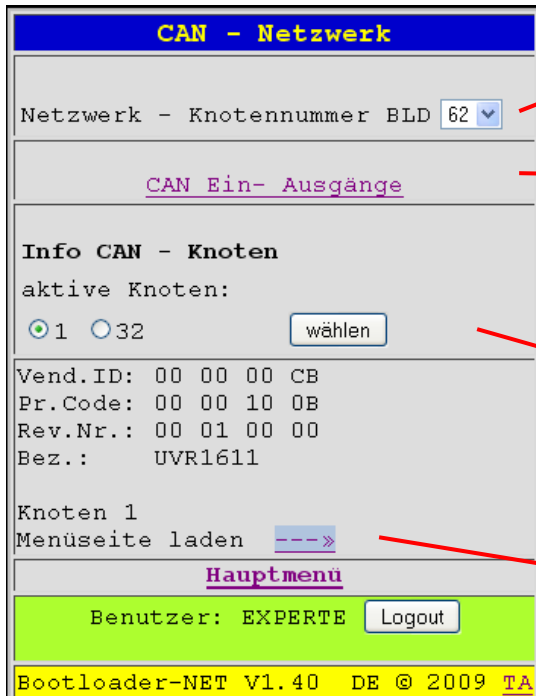 CAN - Netzwerk
Netzwerk - Knotennummer BLD 62
CAN Ein- Ausgänge
Info CAN - Knoten
aktive Knoten:
1 32 wählen
Vend.ID: 00 00 00 CB
Pr.Code: 00 00 10 0B
Rev.Nr.: 00 01 00 00
Bez.: UVR1611
Knoten 1
Menüseite laden ---»
Hauptmenü
Benutzer: EXPERTE Logout
Bootloader-NET V1.40 DE © 2009 TA